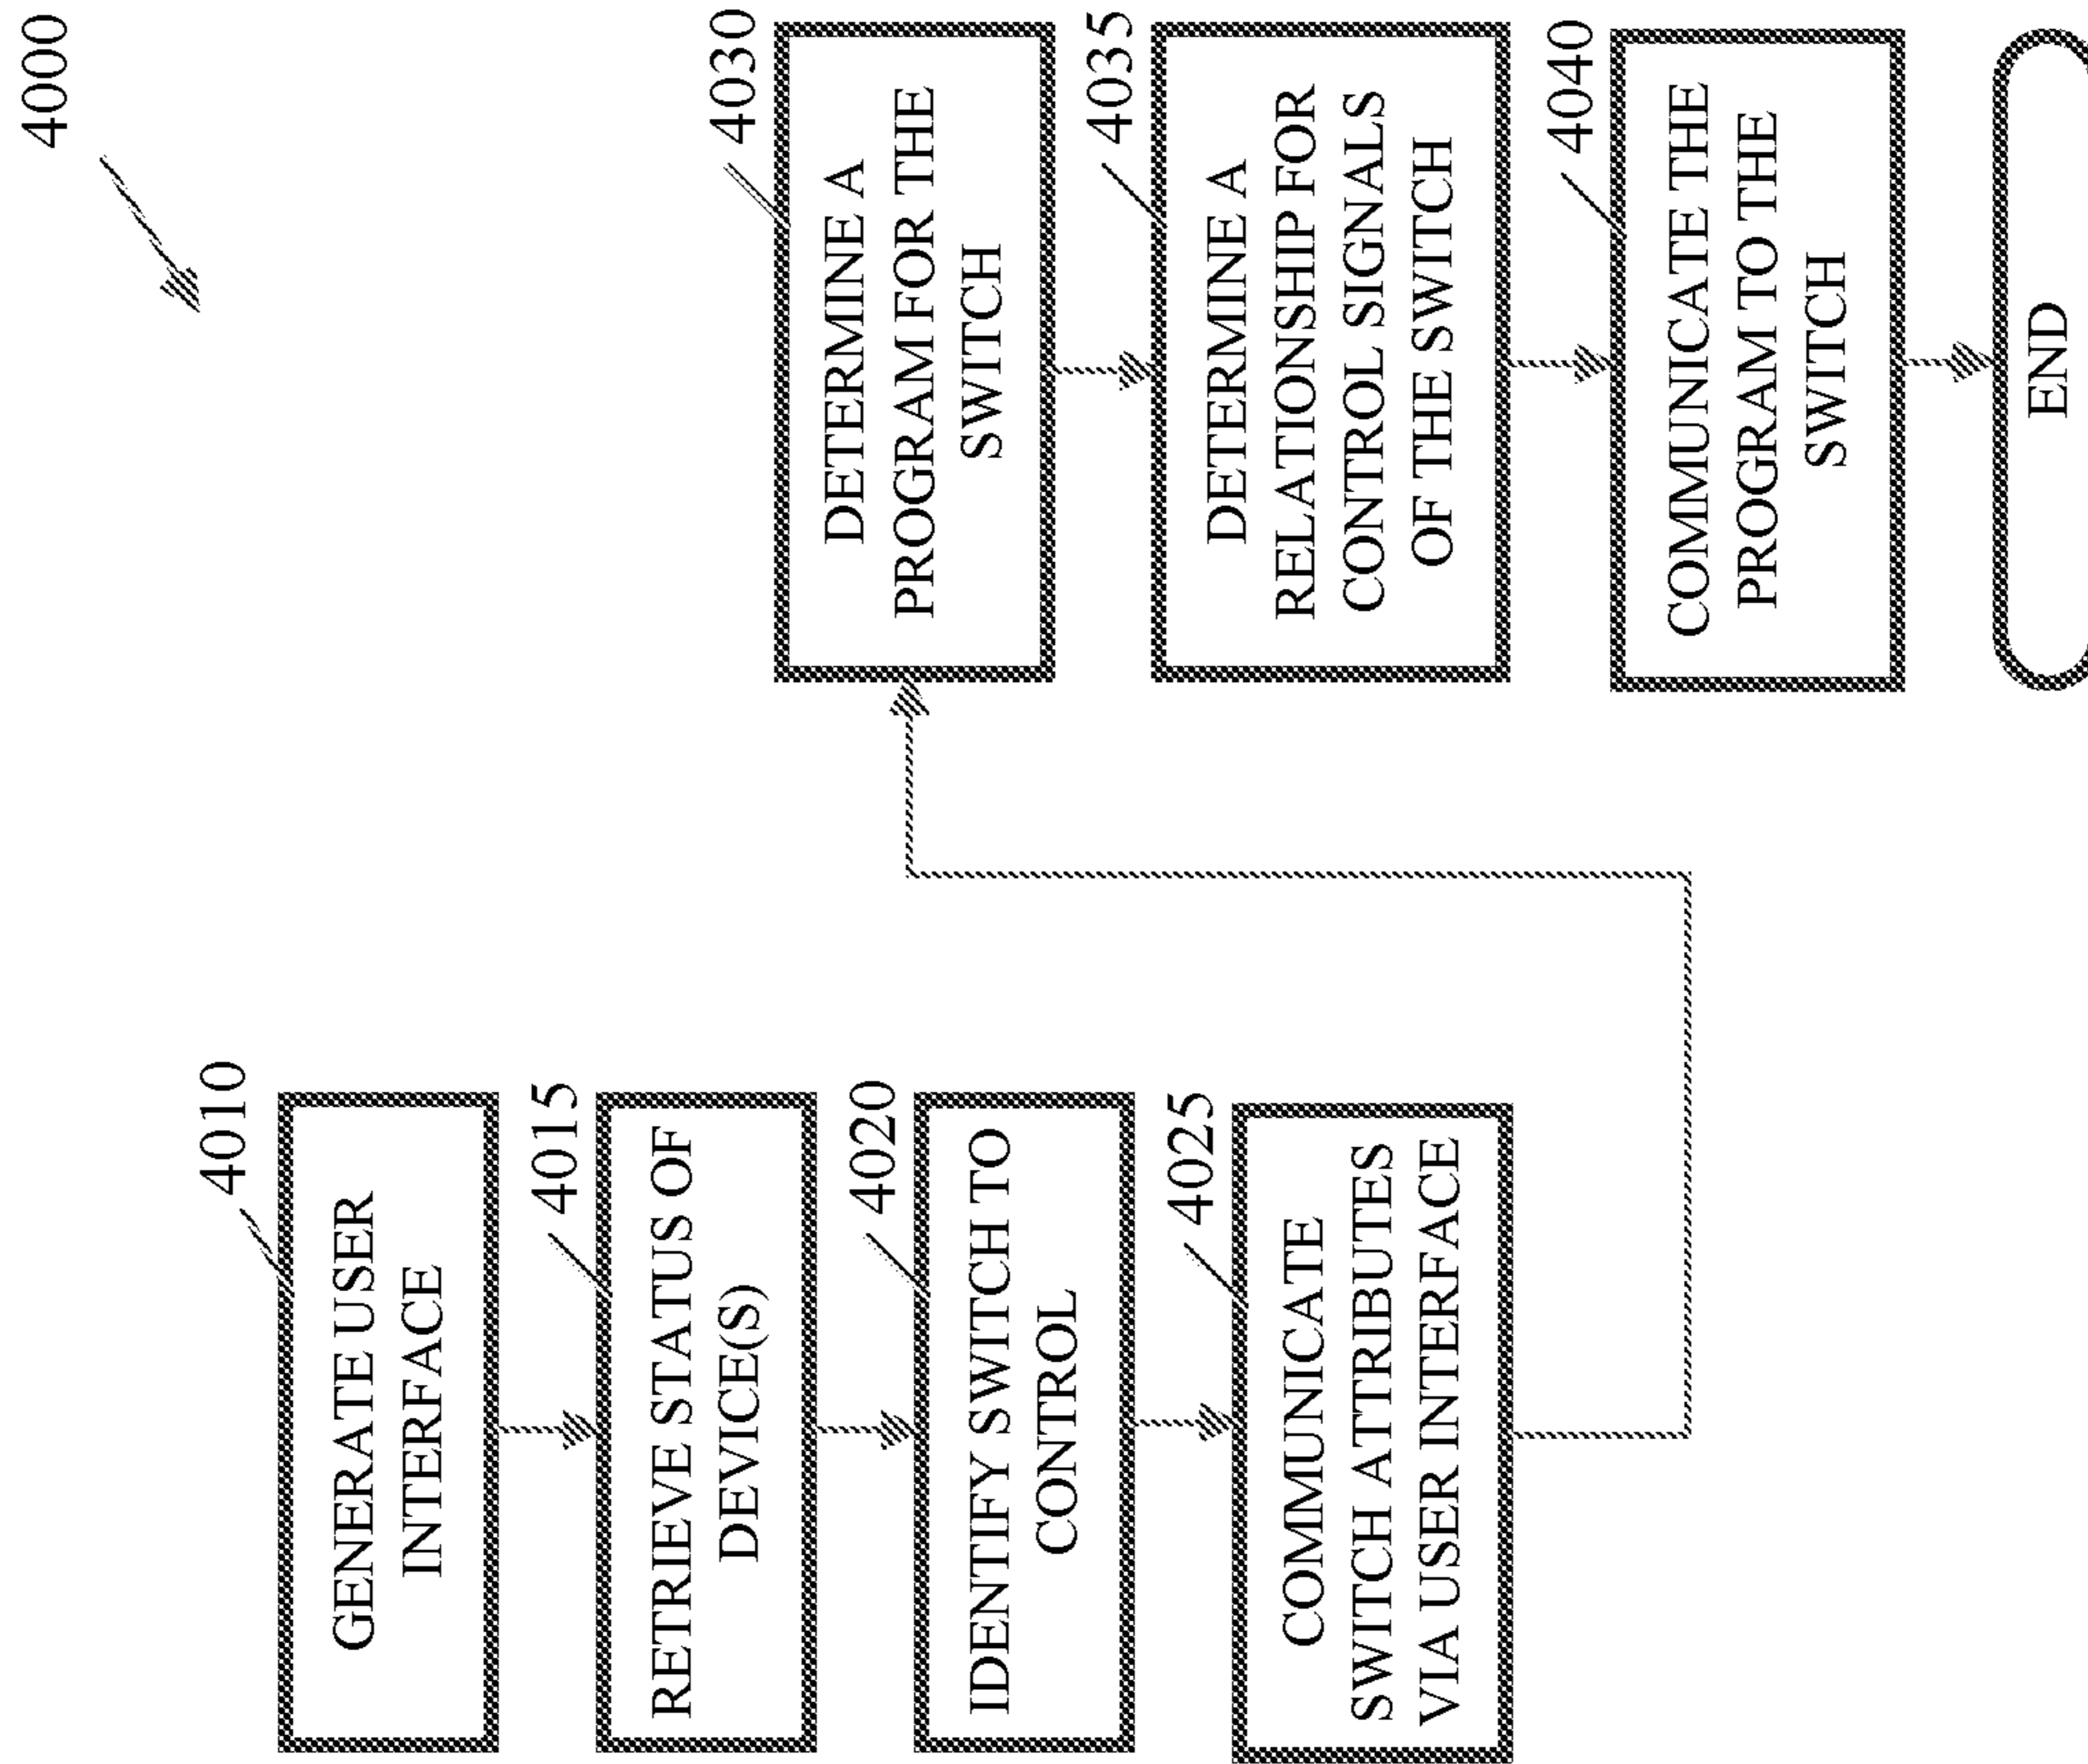 4000
4010
GENERATE USER
INTERFACE
4015
RETRIEVE STATUS OF
DEVICE(S)
4020
IDENTIFY SWITCH TO
CONTROL
4025
COMMUNICATE
SWITCH ATTRIBUTES
VIA USER INTERFACE
4030
DETERMINE A
PROGRAM FOR THE
SWITCH
4035
DETERMINE A
RELATIONSHIP FOR
CONTROL SIGNALS
OF THE SWITCH
4040
COMMUNICATE THE
PROGRAM TO THE
SWITCH
END